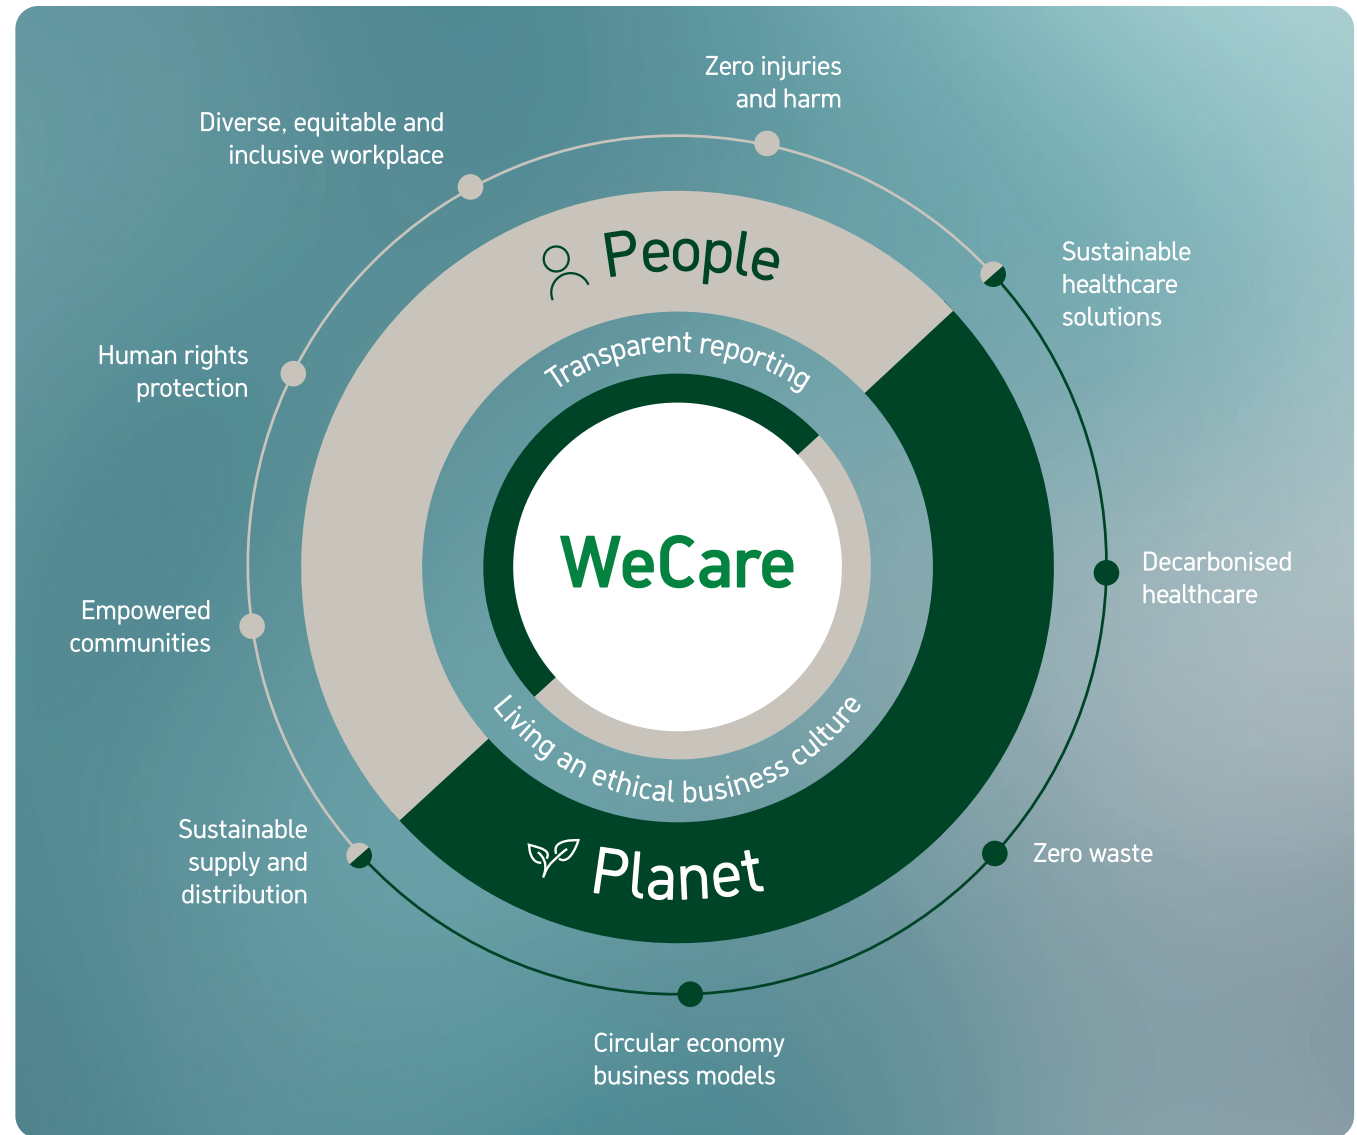 Zero injuries
and harm
Diverse, equitable and
inclusive workplace
People
Sustainable
healthcare
solutions
Transparent reporting
Human rights
protection
WeCare
Decarbonised
healthcare
Empowered
communities
Living an ethical business culture
Sustainable
supply and
distribution
Planet
Zero waste
Circular economy
business models